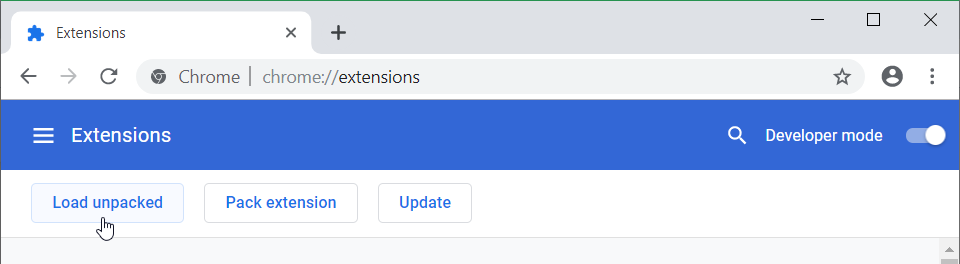 Extensions
Chrome | chrome://extensions
Extensions Developer mode
Load unpacked Pack extension Update